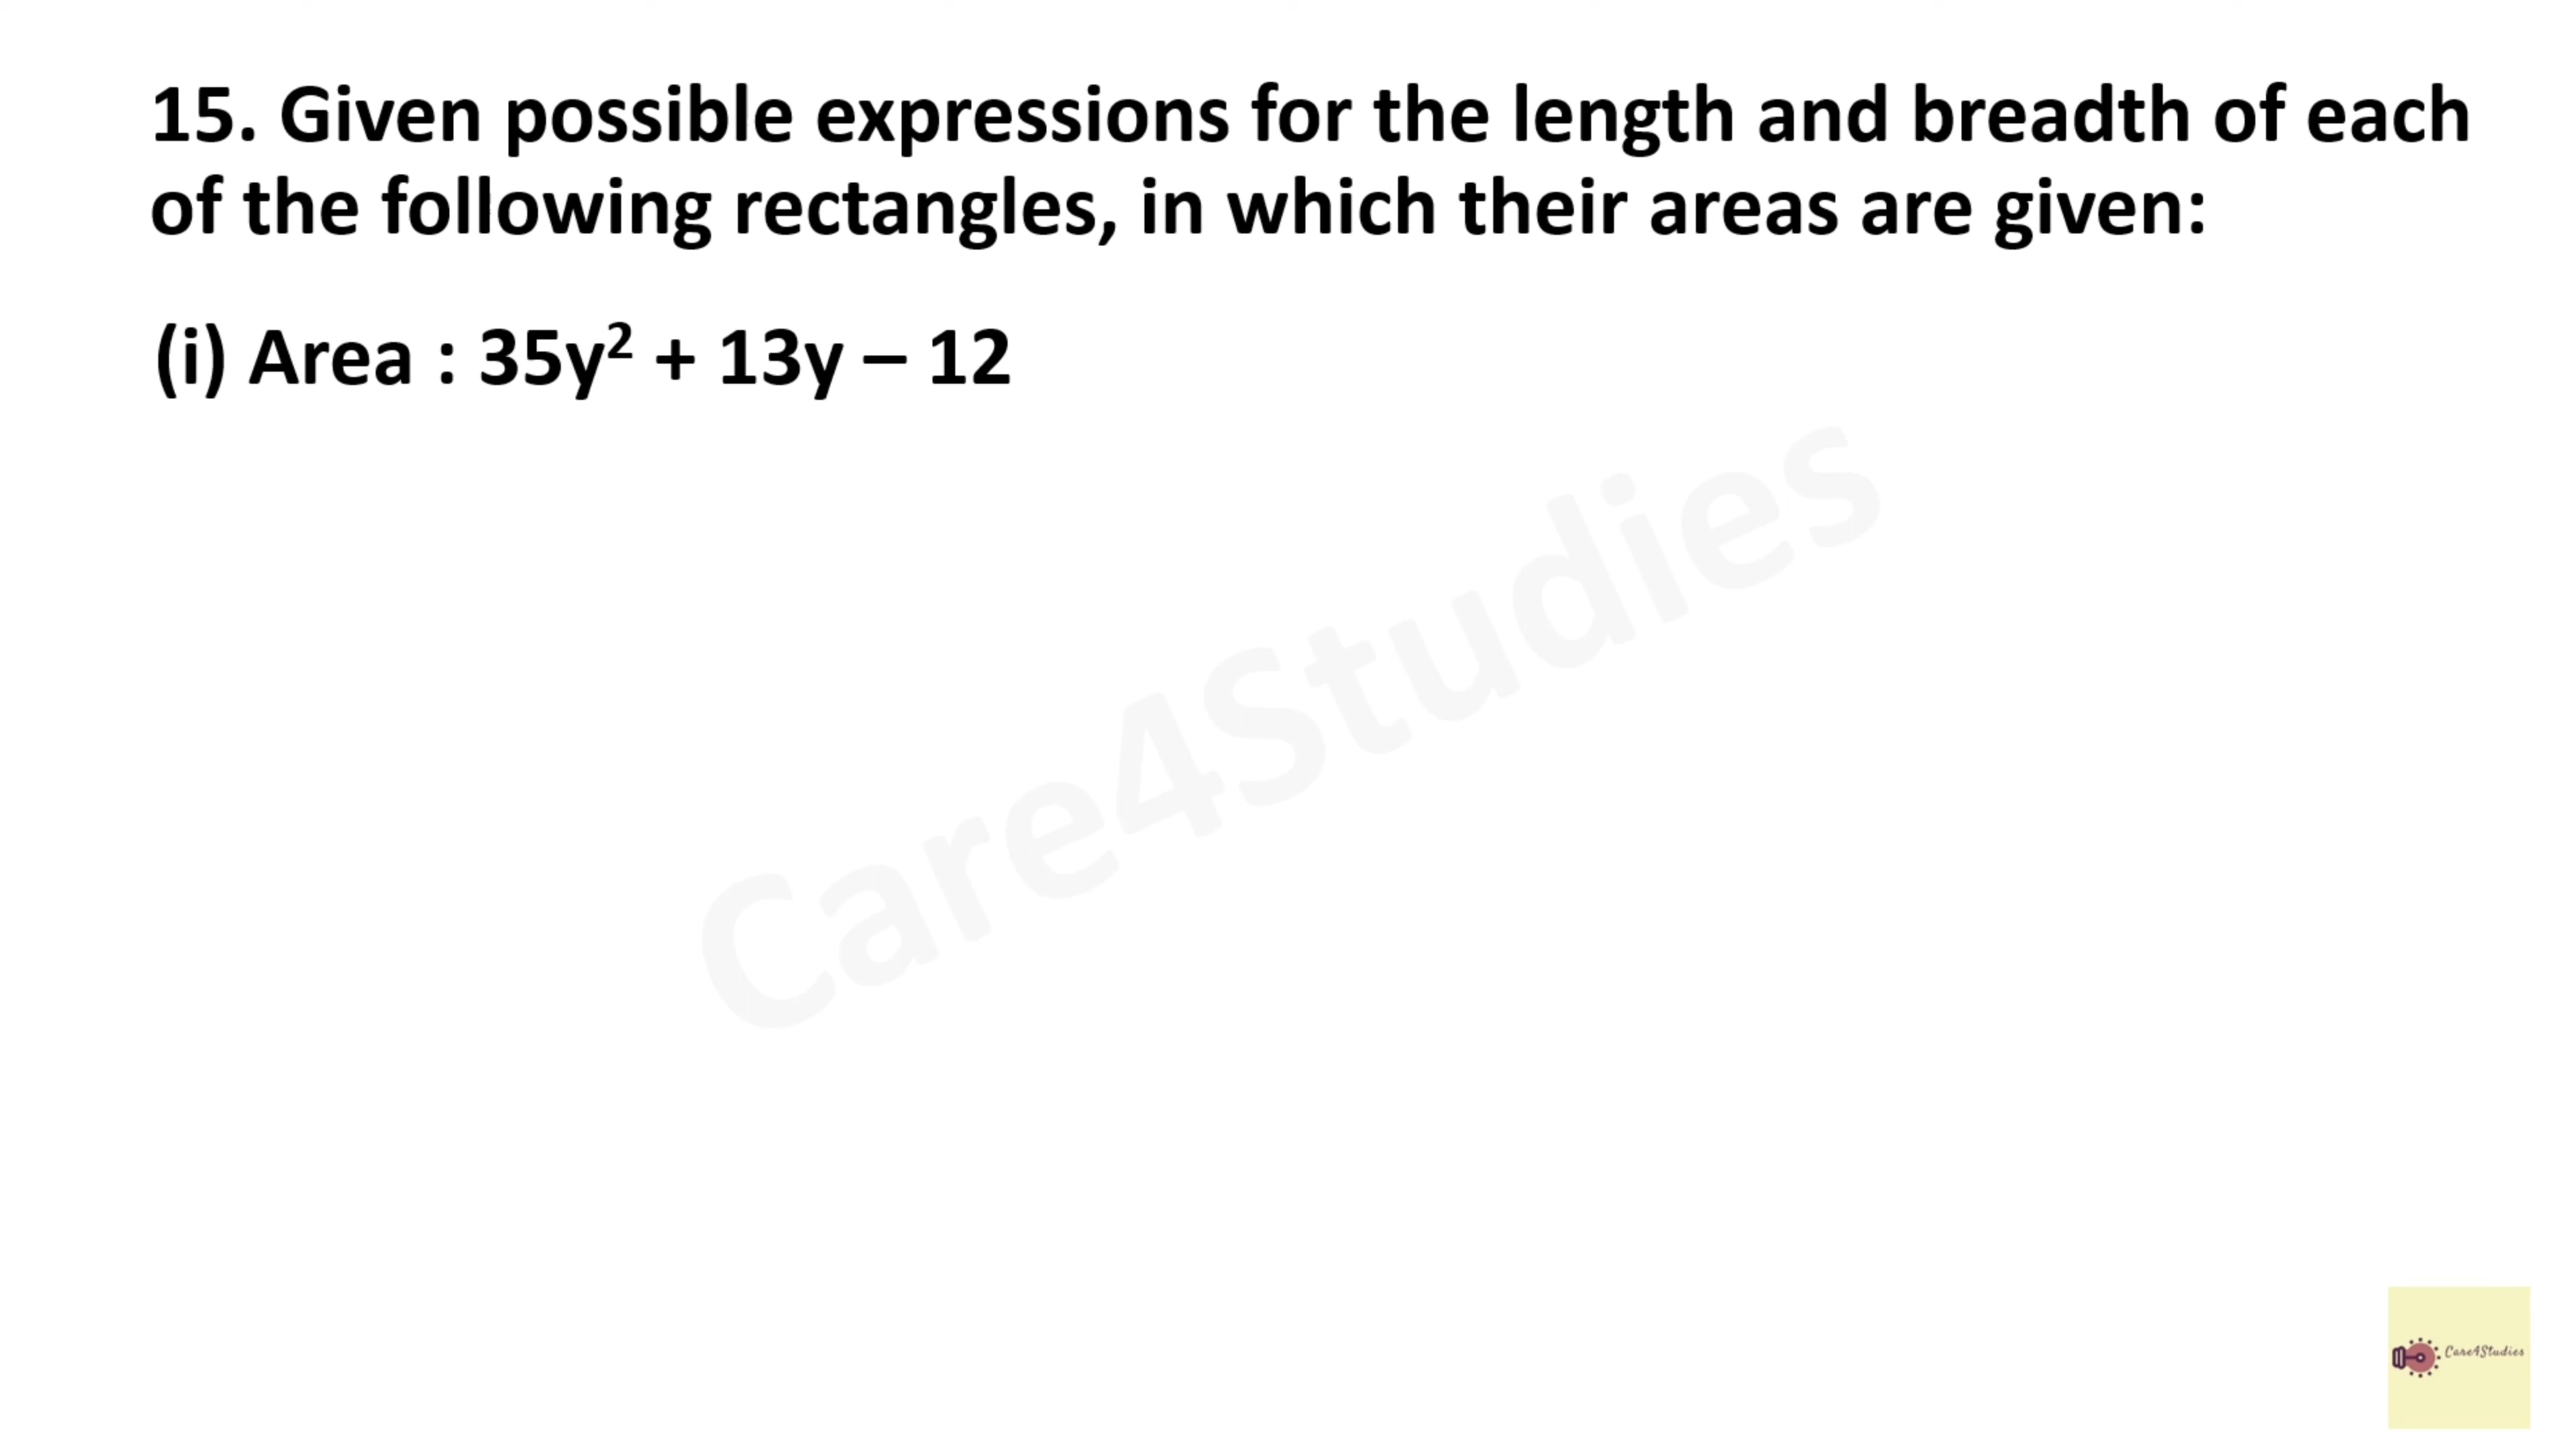 15. Given possible expressions for the length and breadth of each
of the following rectangles, in which their areas are given:
(i) Area : 35y² + 13y – 12
Care4Studies
Care4Studies